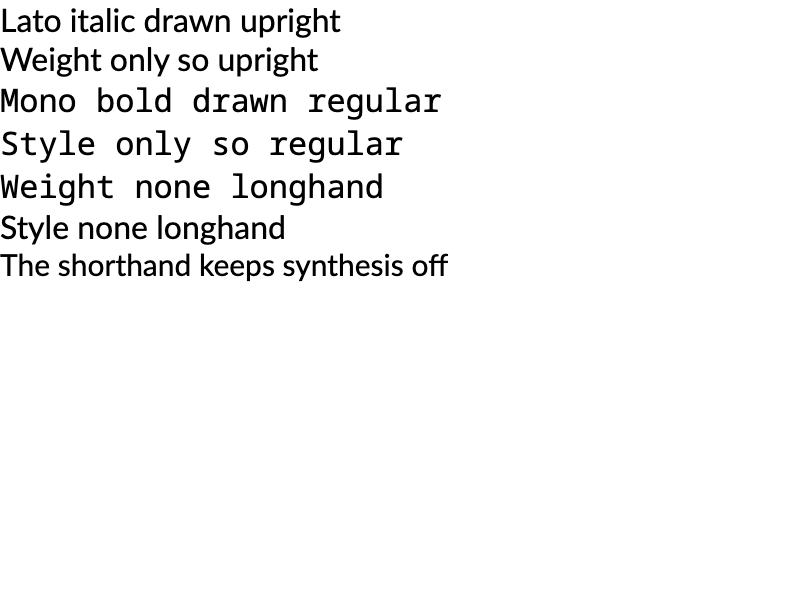 Lato italic drawn upright
Weight only so upright
Mono bold drawn regular
Style only so regular
Weight none longhand
Style none longhand
The shorthand keeps synthesis off